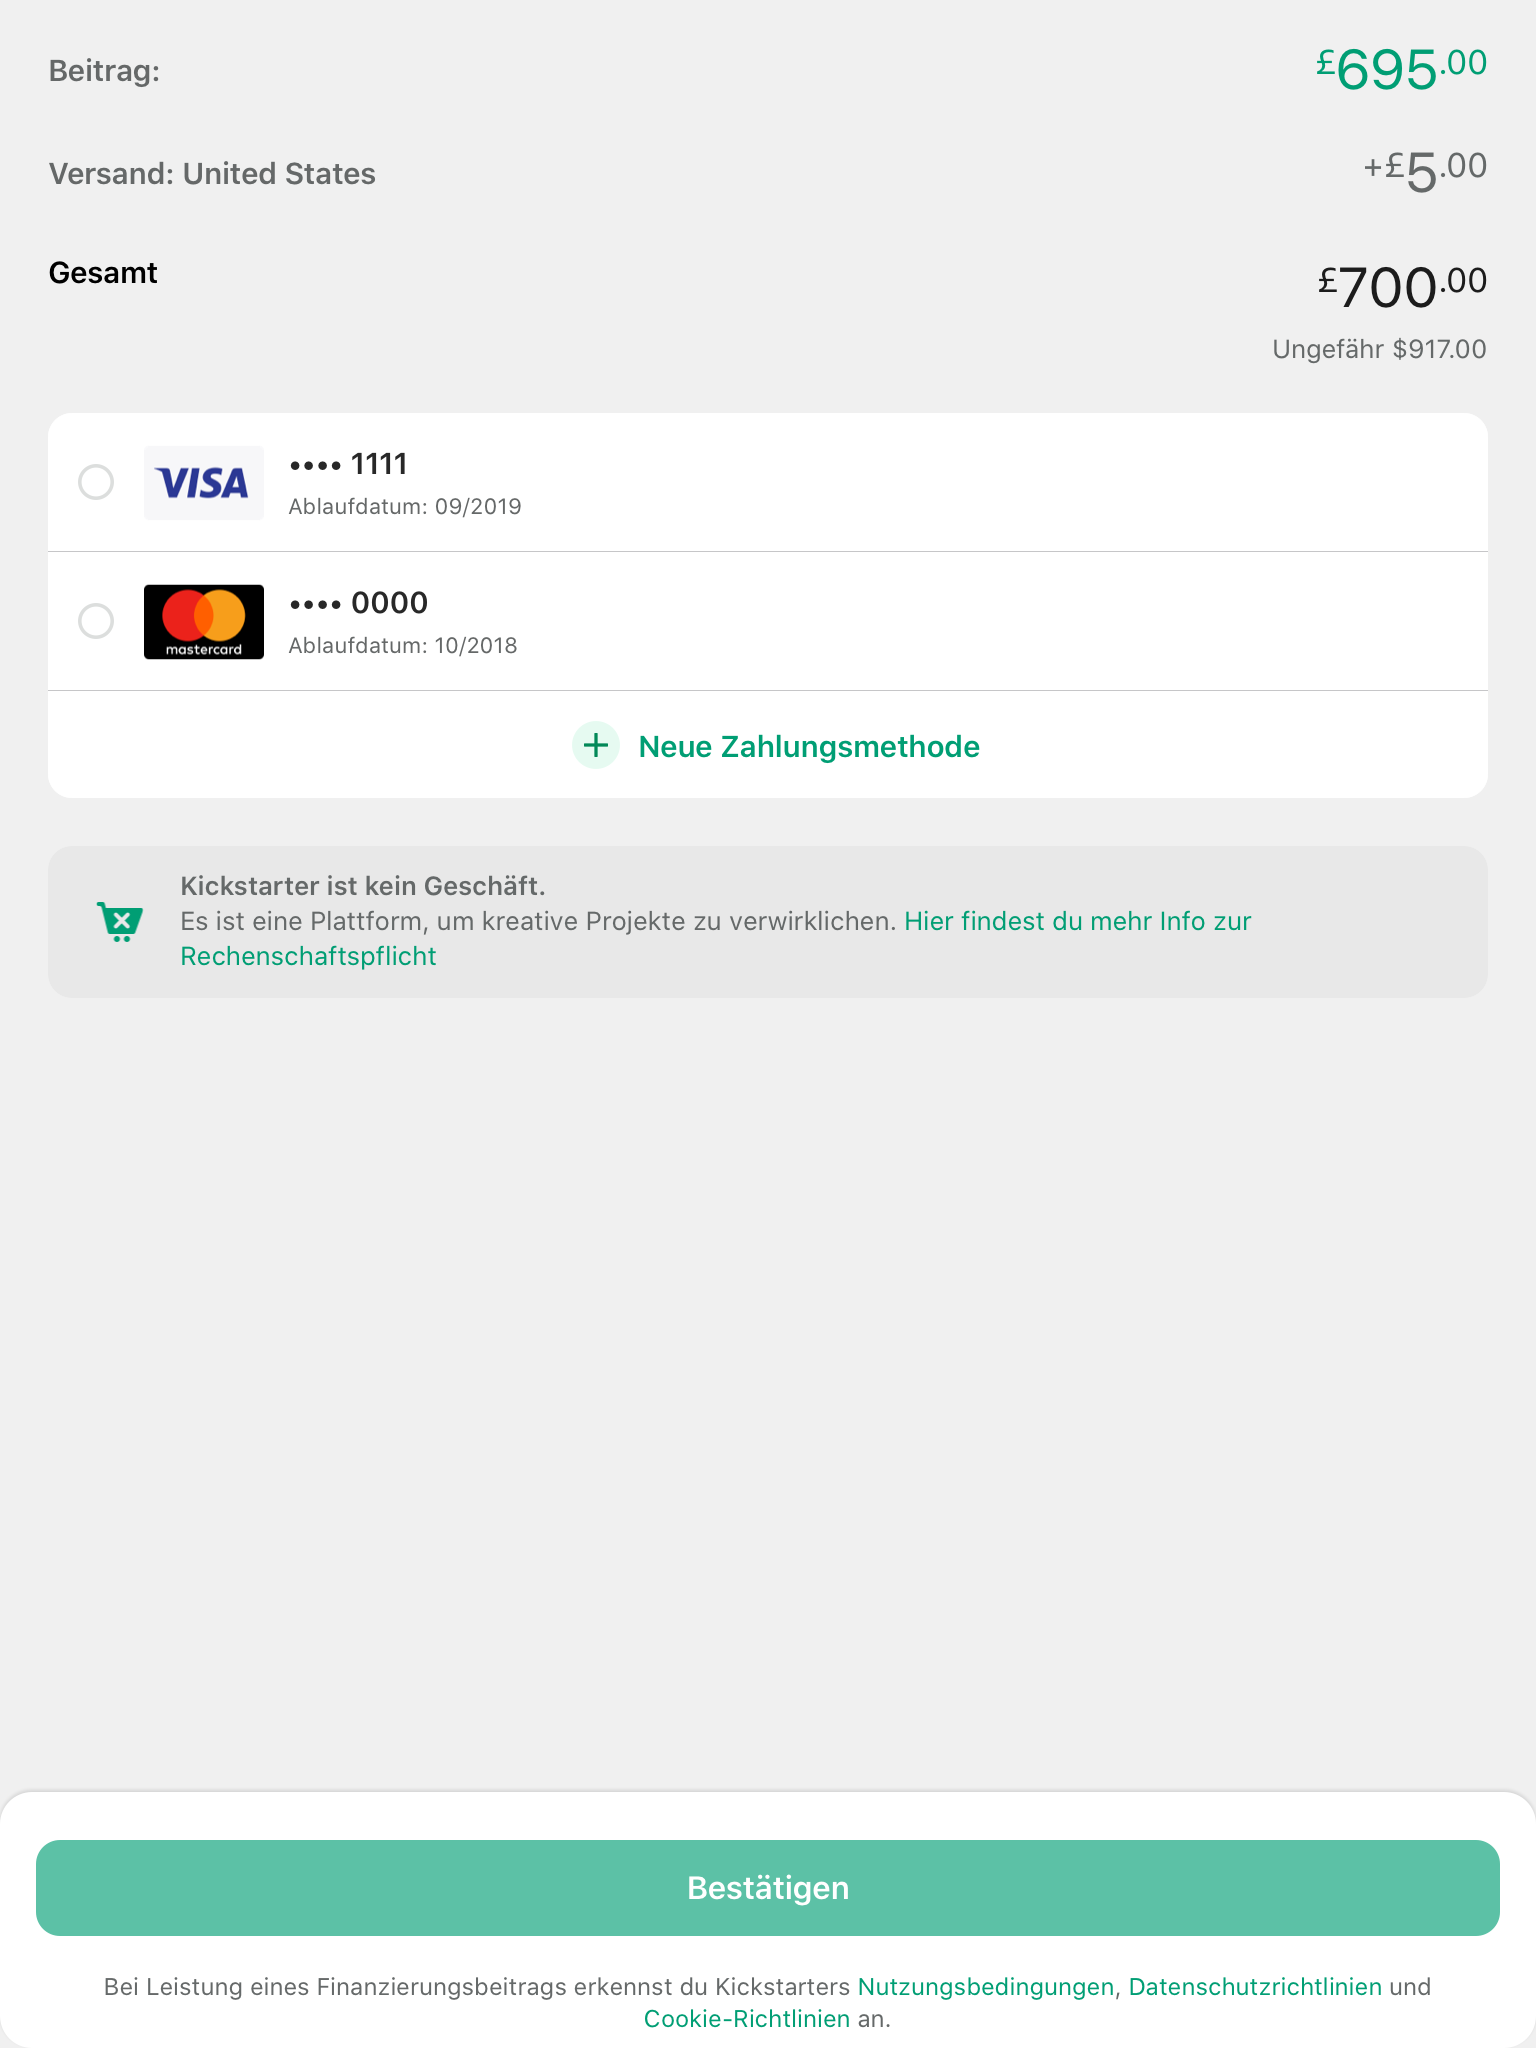 Beitrag: £695.00
Versand: United States +£5.00
Gesamt £700.00
Ungefähr $917.00
VISA •••• 1111
Ablaufdatum: 09/2019
•••• 0000
mastercard Ablaufdatum: 10/2018
+ Neue Zahlungsmethode
Kickstarter ist kein Geschäft.
Es ist eine Plattform, um kreative Projekte zu verwirklichen. Hier findest du mehr Info zur
Rechenschaftspflicht
Bestätigen
Bei Leistung eines Finanzierungsbeitrags erkennst du Kickstarters Nutzungsbedingungen, Datenschutzrichtlinien und
Cookie-Richtlinien an.